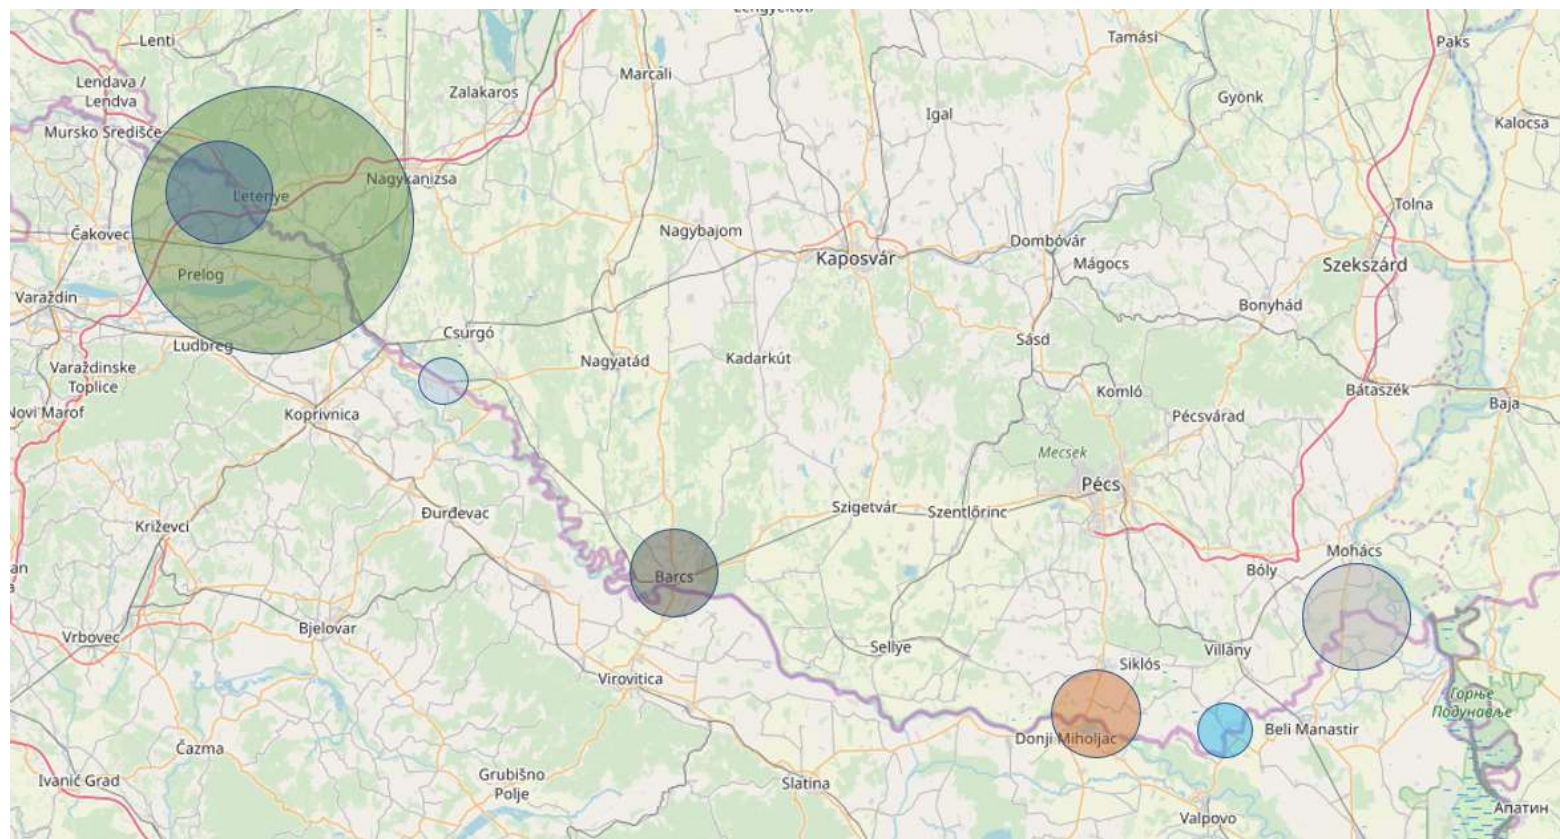 Lengyeltóti
Lenti
Tamási
Paks
Marcali
Lendava /
Lendva
Zalakaros
Gyönk
Igal
Kalocsa
Mursko Središće
Nagykanizsa
Letenye
Tolna
Čakovec
Nagybajom
Dombóvár
Kaposvár
Mágocs
Szekszárd
Prelog
Varaždin
Bonyhád
Csurgó
Sásd
Ludbreg
Nagyatád
Kadarkút
Varaždinske
Toplice
Komló
Bátaszék
Baja
Novi Marof
Koprivnica
Pécsvárad
Mecsek
Pécs
Szigetvár
Szentlőrinc
Đurđevac
Križevci
Mohács
an
a
Barcs
Bóly
Bjelovar
Vrbovec
Sellye
Villány
Siklós
Virovitica
Горње
Подунавље
Beli Manastir
Donji Miholjac
Čazma
Ivanić Grad
Grubišno
Polje
Slatina
Апатин
Valpovo